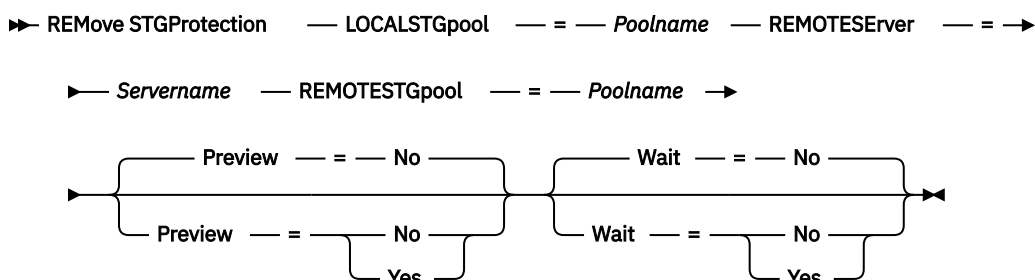 REMove STGProtection LOCALSTGpool = Poolname REMOTESErver =
Servername REMOTESTGpool = Poolname
Preview = No Wait = No
Preview = No Wait = No
Yes Yes